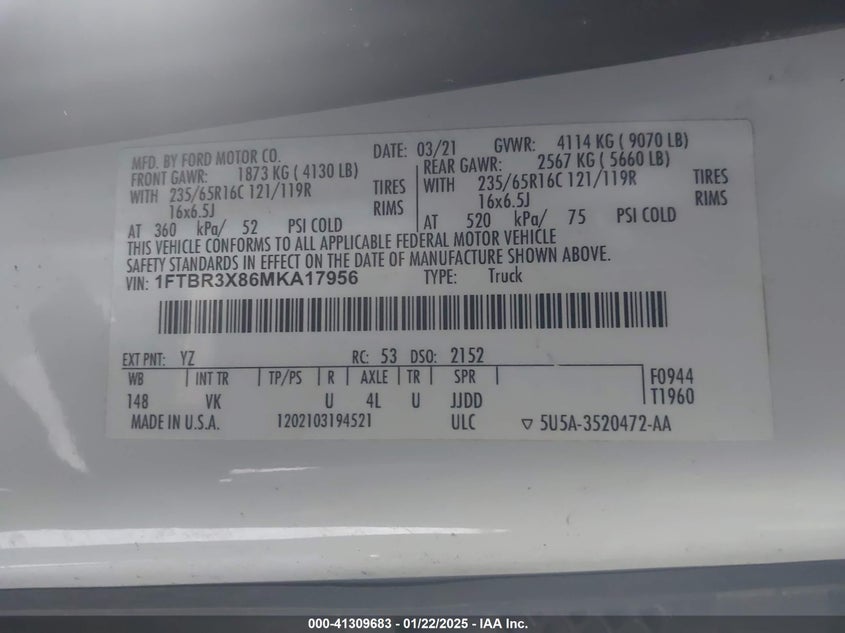 MFD. BY FORD MOTOR CO. DATE: 03/21 GVWR: 4114 KG ( 9070 LB)
FRONT GAWR: 1873 KG ( 4130 LB) REAR GAWR: 2567 KG ( 5660 LB)
WITH 235/65R16C 121/119R TIRES WITH 235/65R16C 121/119R TIRES
16x6.5J RIMS 16x6.5J RIMS
AT 360 kPa/ 52 PSI COLD AT 520 kPa/ 75 PSI COLD
THIS VEHICLE CONFORMS TO ALL APPLICABLE FEDERAL MOTOR VEHICLE
SAFETY STANDARDS IN EFFECT ON THE DATE OF MANUFACTURE SHOWN ABOVE.
VIN: 1FTBR3X86MKA17956 TYPE: Truck
EXT PNT: YZ RC: 53 DSO: 2152
WB INT TR TP/PS R AXLE TR SPR F0944
148 VK U 4L U JJDD T1960
MADE IN U.S.A. 1202103194521 ULC ▽ 5U5A-3520472-AA
000-41309683 - 01/22/2025 - IAA Inc.